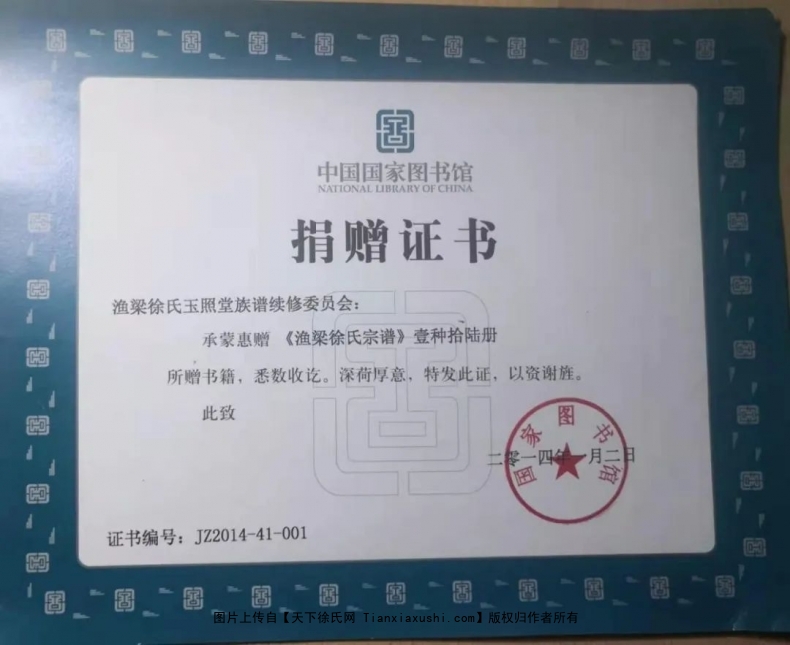 中国国家图书馆
NATIONAL LIBRARY OF CHINA
捐赠证书
渔梁徐氏玉照堂族谱续修委员会：
承蒙惠赠《渔梁徐氏宗谱》壹种拾陆册
所赠书籍，悉数收讫。深荷厚意，特发此证，以资谢旌。
此致
国家图书馆
二零一四年一月二日
证书编号：JZ2014-41-001
图片上传自【天下徐氏网 Tianxiaxushi.com】版权归作者所有